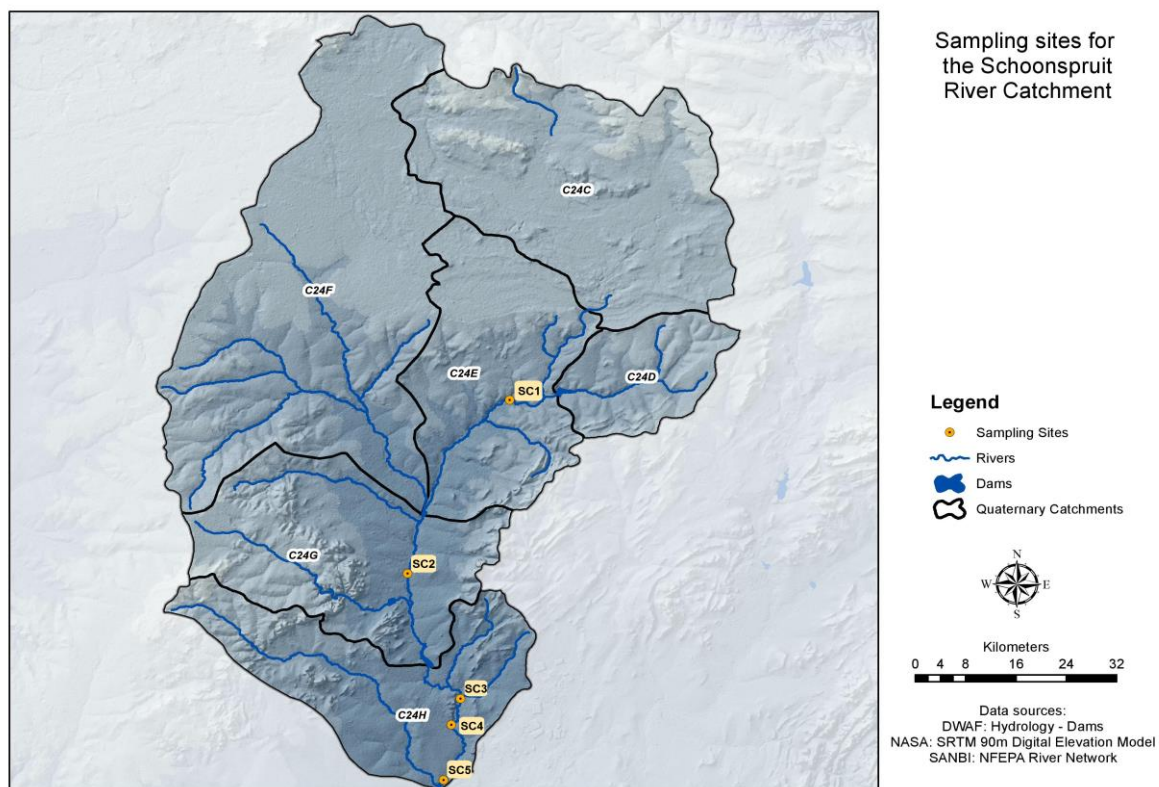 Sampling sites for
the Schoonspruit
River Catchment
C24C
C24F
C24E
SC1
C24D
C24G
SC2
SC3
C24H
SC4
SC5
Legend
Sampling Sites
Rivers
Dams
Quaternary Catchments
N
W E
S
Kilometers
0 4 8 16 24 32
Data sources:
DWAF: Hydrology - Dams
NASA: SRTM 90m Digital Elevation Model
SANBI: NFEPA River Network